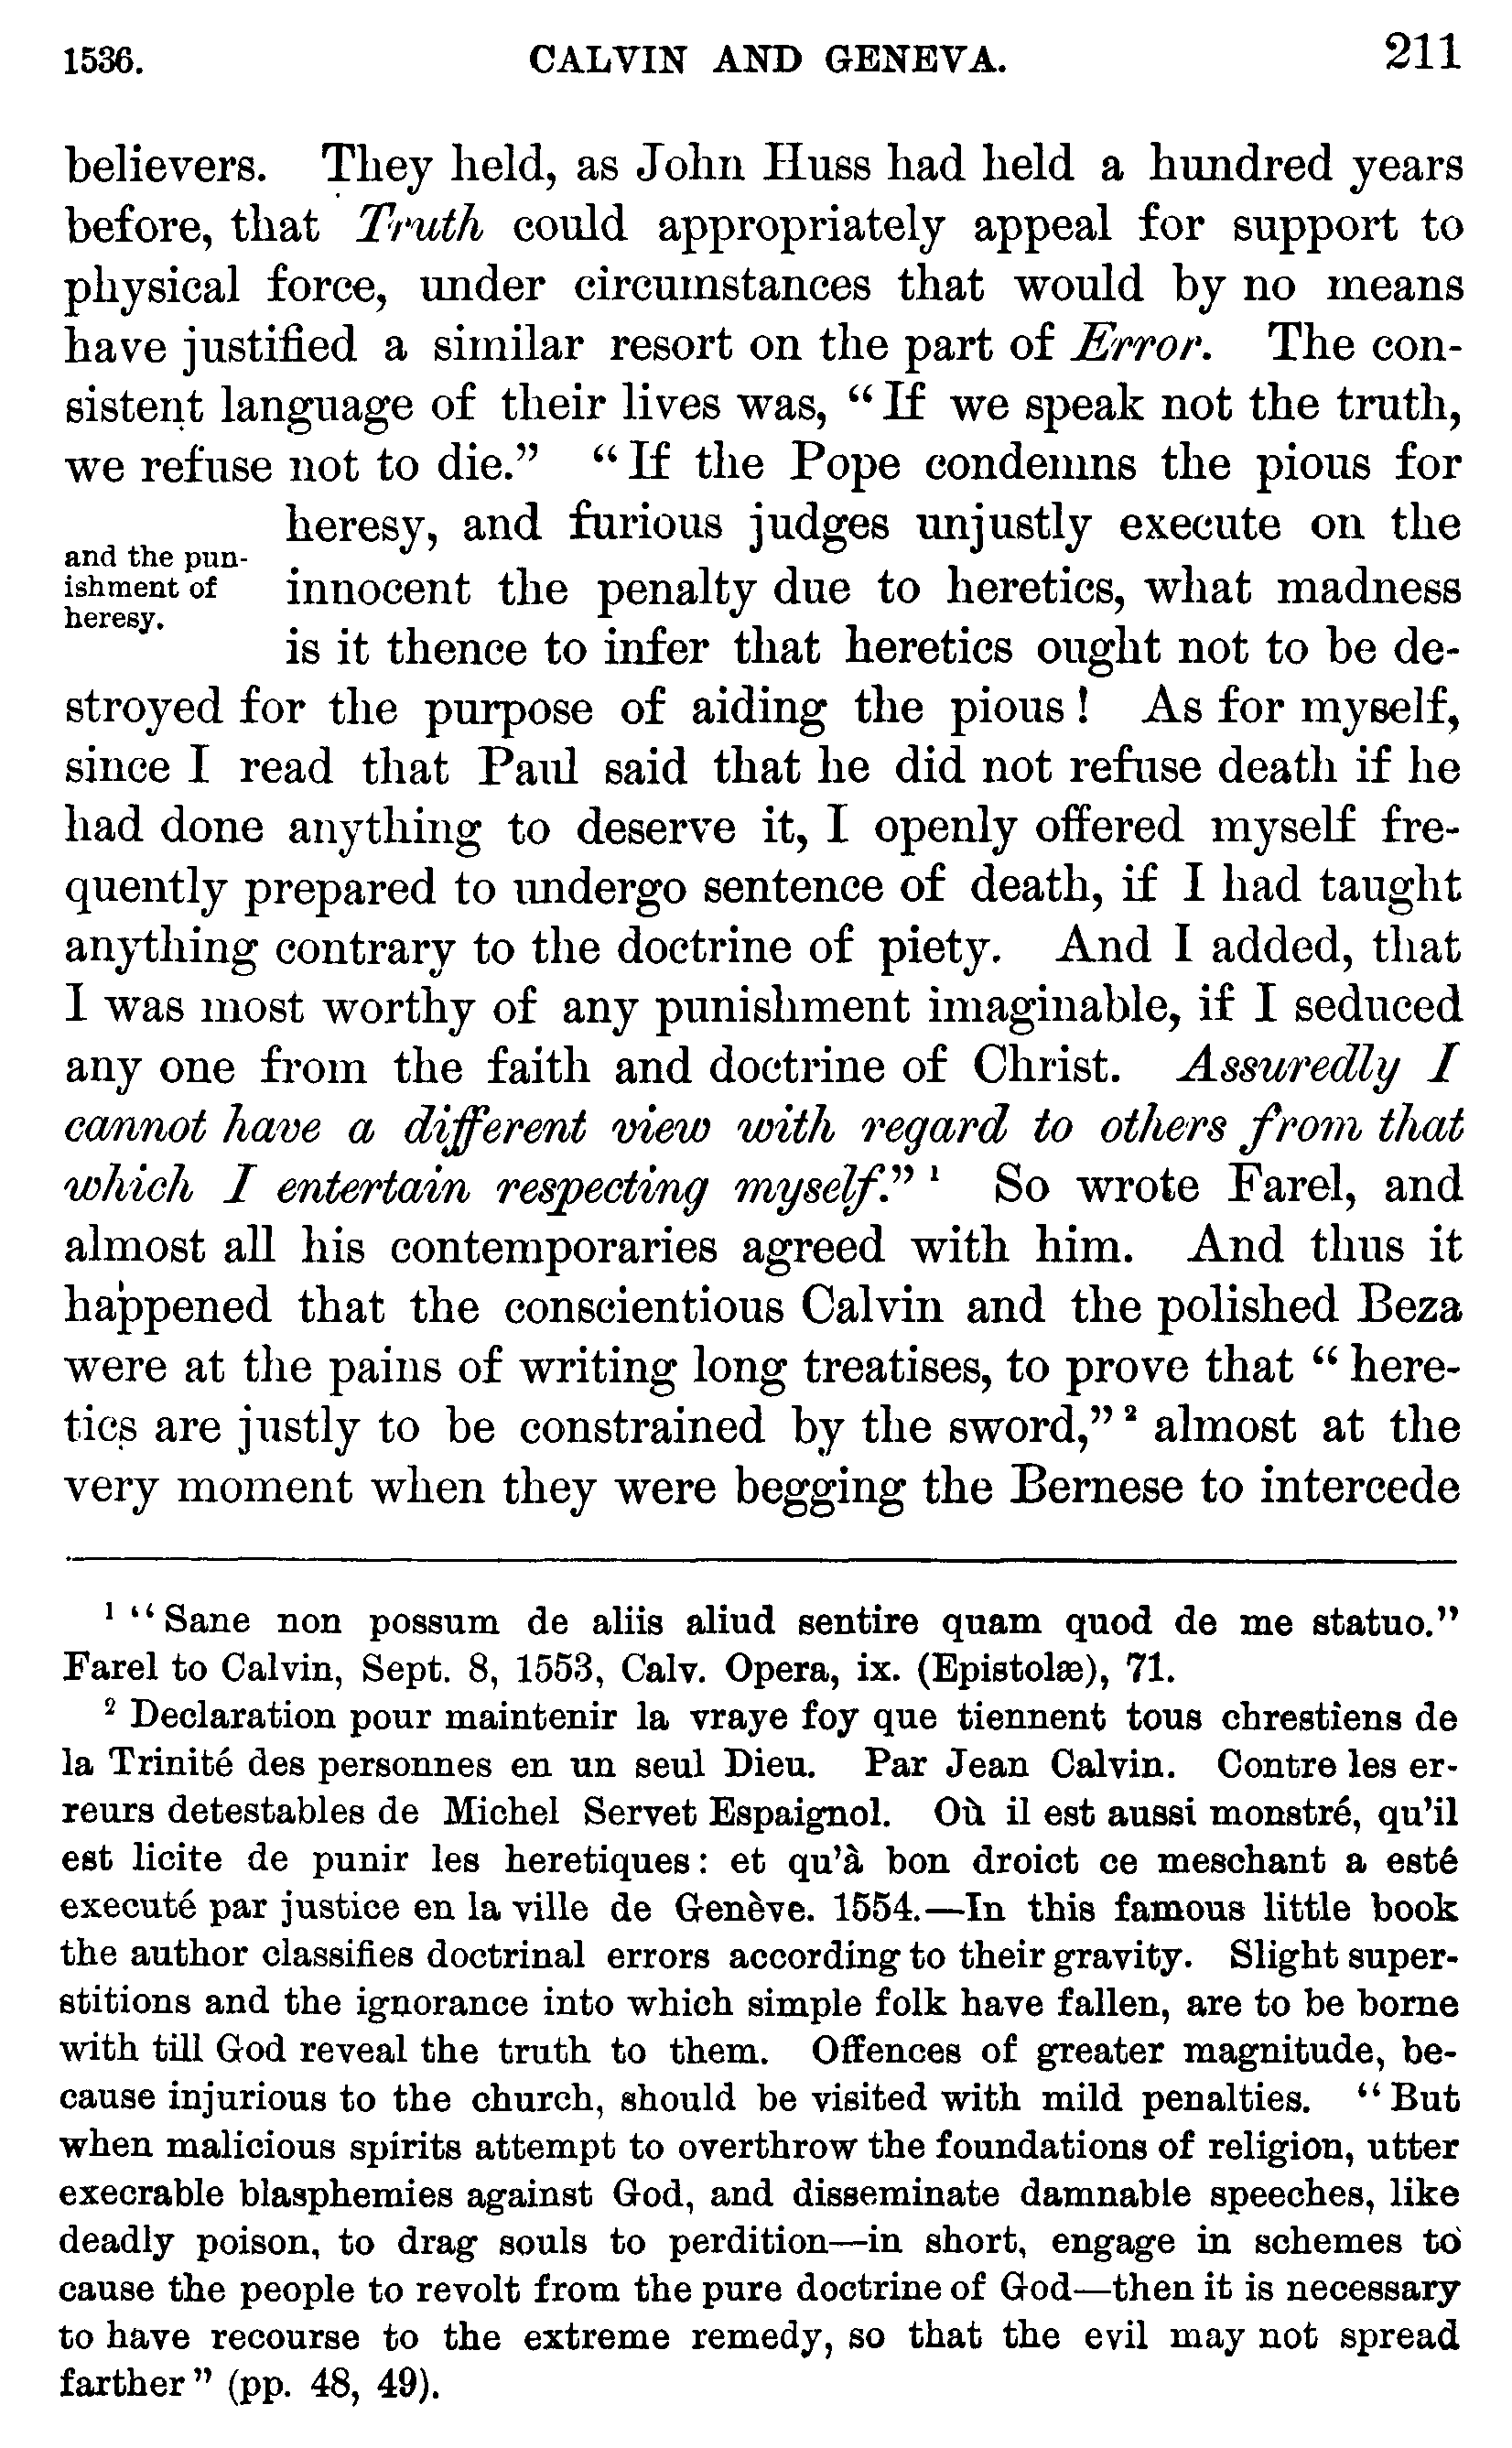 1536. CALVIN AND GENEVA. 211
believers. They held, as John Huss had held a hundred years
before, that Truth could appropriately appeal for support to
physical force, under circumstances that would by no means
have justified a similar resort on the part of Error. The con-
sistent language of their lives was, “If we speak not the truth,
we refuse not to die.” “If the Pope condemns the pious for
heresy, and furious judges unjustly execute on the
and the pun-
ishment of
heresy.
innocent the penalty due to heretics, what madness
is it thence to infer that heretics ought not to be de-
stroyed for the purpose of aiding the pious! As for myself,
since I read that Paul said that he did not refuse death if he
had done anything to deserve it, I openly offered myself fre-
quently prepared to undergo sentence of death, if I had taught
anything contrary to the doctrine of piety. And I added, that
I was most worthy of any punishment imaginable, if I seduced
any one from the faith and doctrine of Christ. Assuredly I
cannot have a different view with regard to others from that
which I entertain respecting myself.” ¹ So wrote Farel, and
almost all his contemporaries agreed with him. And thus it
happened that the conscientious Calvin and the polished Beza
were at the pains of writing long treatises, to prove that “here-
tics are justly to be constrained by the sword,” ² almost at the
very moment when they were begging the Bernese to intercede
¹ “Sane non possum de aliis aliud sentire quam quod de me statuo.”
Farel to Calvin, Sept. 8, 1553, Calv. Opera, ix. (Epistolæ), 71.
² Declaration pour maintenir la vraye foy que tiennent tous chrestiens de
la Trinité des personnes en un seul Dieu. Par Jean Calvin. Contre les er-
reurs detestables de Michel Servet Espaignol. Où il est aussi monstré, qu’il
est licite de punir les heretiques: et qu’à bon droict ce meschant a esté
executé par justice en la ville de Genève. 1554.—In this famous little book
the author classifies doctrinal errors according to their gravity. Slight super-
stitions and the ignorance into which simple folk have fallen, are to be borne
with till God reveal the truth to them. Offences of greater magnitude, be-
cause injurious to the church, should be visited with mild penalties. “But
when malicious spirits attempt to overthrow the foundations of religion, utter
execrable blasphemies against God, and disseminate damnable speeches, like
deadly poison, to drag souls to perdition—in short, engage in schemes to
cause the people to revolt from the pure doctrine of God—then it is necessary
to have recourse to the extreme remedy, so that the evil may not spread
farther” (pp. 48, 49).